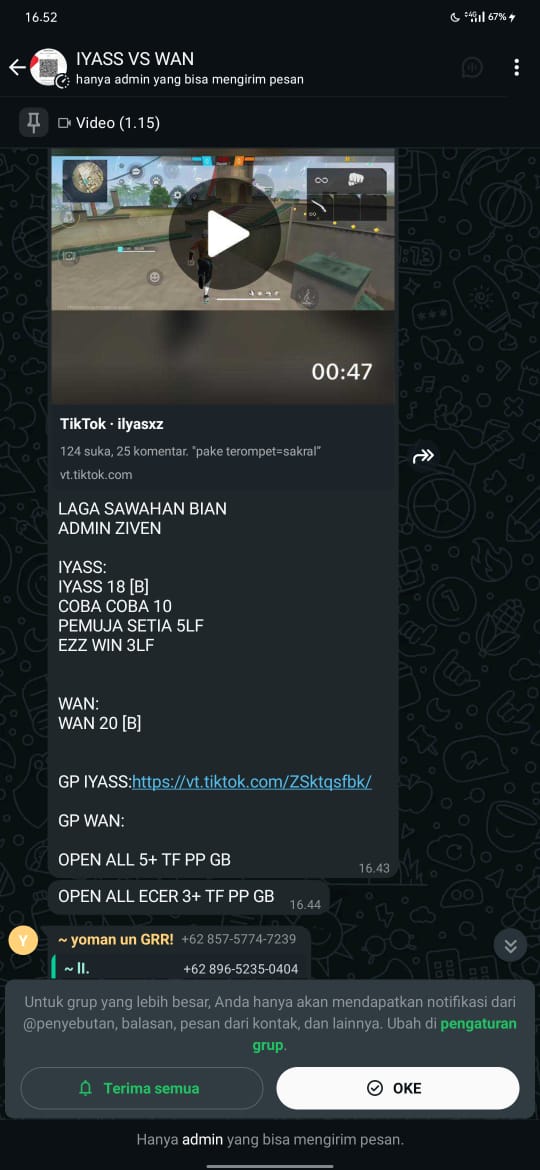 16.52
4G
67%
IYASS VS WAN
hanya admin yang bisa mengirim pesan
Video (1.15)
00:47
TikTok · ilyasxz
124 suka, 25 komentar. "pake terompet=sakral"
vt.tiktok.com
LAGA SAWAHAN BIAN
ADMIN ZIVEN
IYASS:
IYASS 18 [B]
COBA COBA 10
PEMUJA SETIA 5LF
EZZ WIN 3LF
WAN:
WAN 20 [B]
GP IYASS:https://vt.tiktok.com/ZSktqsfbk/
GP WAN:
OPEN ALL 5+ TF PP GB
16.43
OPEN ALL ECER 3+ TF PP GB
16.44
Y
~ yoman un GRR! +62 857-5774-7239
~ ll. +62 896-5235-0404
Untuk grup yang lebih besar, Anda hanya akan mendapatkan notifikasi dari
@penyebutan, balasan, pesan dari kontak, dan lainnya. Ubah di pengaturan
grup.
Terima semua
OKE
Hanya admin yang bisa mengirim pesan.